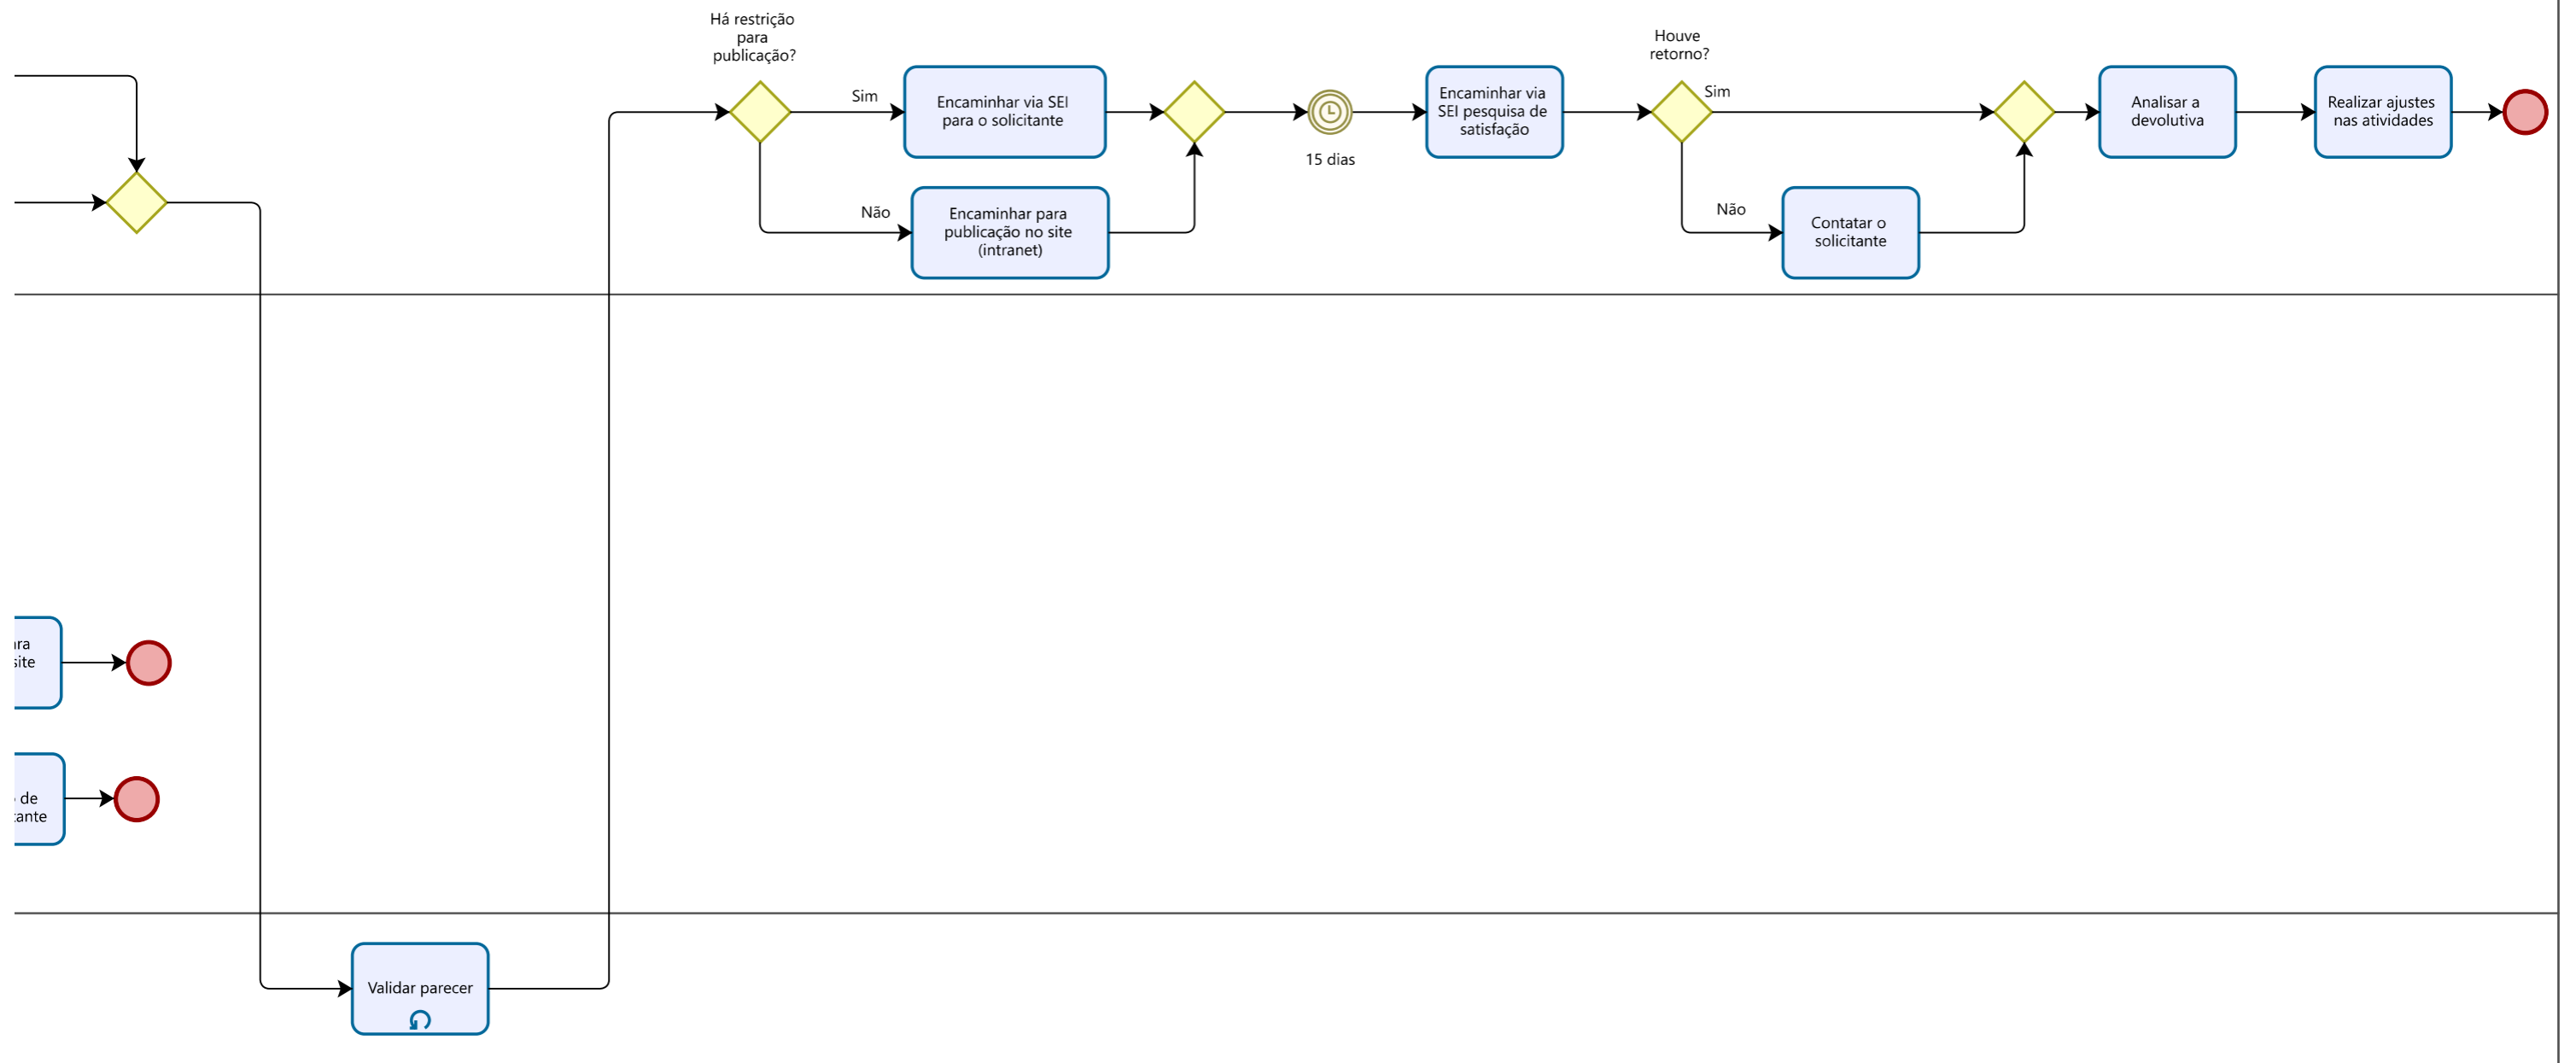 Há restrição
para
publicação?
Sim
Encaminhar via SEI
para o solicitante
Não
Encaminhar para
publicação no site
(intranet)
15 dias
Encaminhar via
SEI pesquisa de
satisfação
Houve
retorno?
Sim
Não
Contatar o
solicitante
Analisar a
devolutiva
Realizar ajustes
nas atividades
site
de
Validar parecer